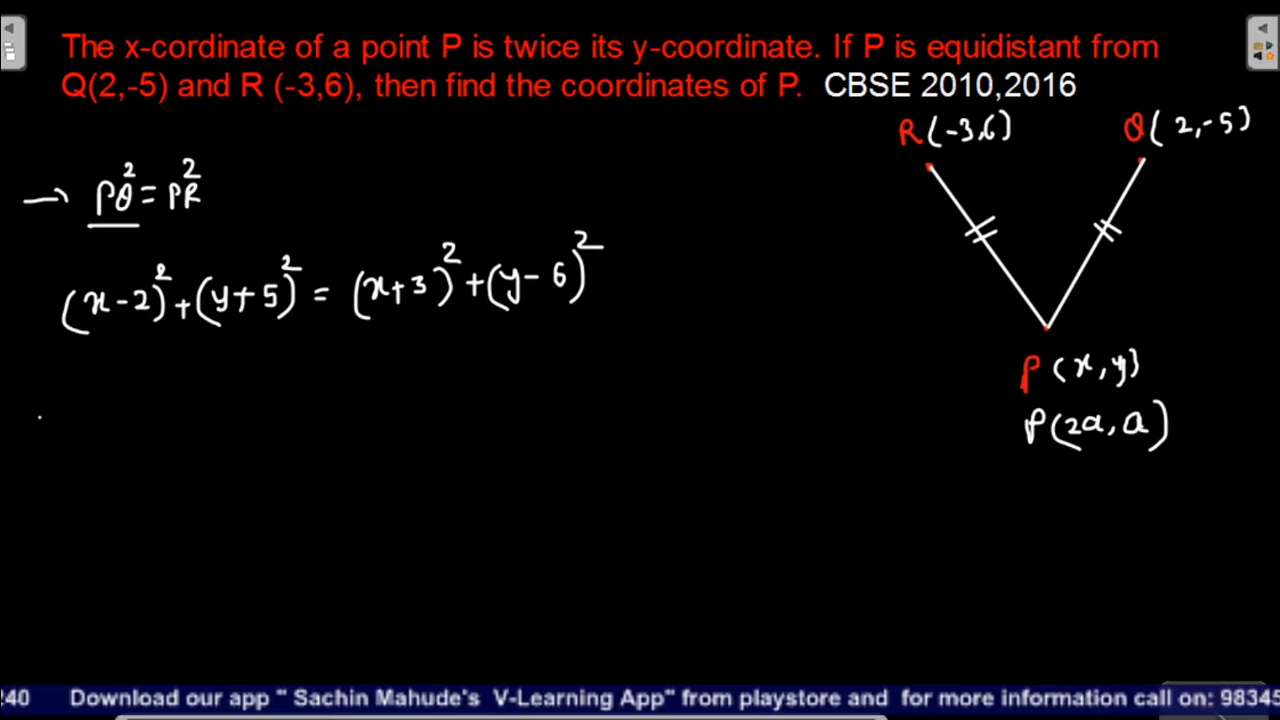 The x-cordinate of a point P is twice its y-coordinate. If P is equidistant from
Q(2,-5) and R (-3,6), then find the coordinates of P. CBSE 2010,2016
R(-3,6) Q(2,-5)
→ PQ² = PR²
(x-2)² + (y+5)² = (x+3)² + (y-6)²
P(x,y)
P(2a,a)
240 Download our app " Sachin Mahude's V-Learning App" from playstore and for more information call on: 98345